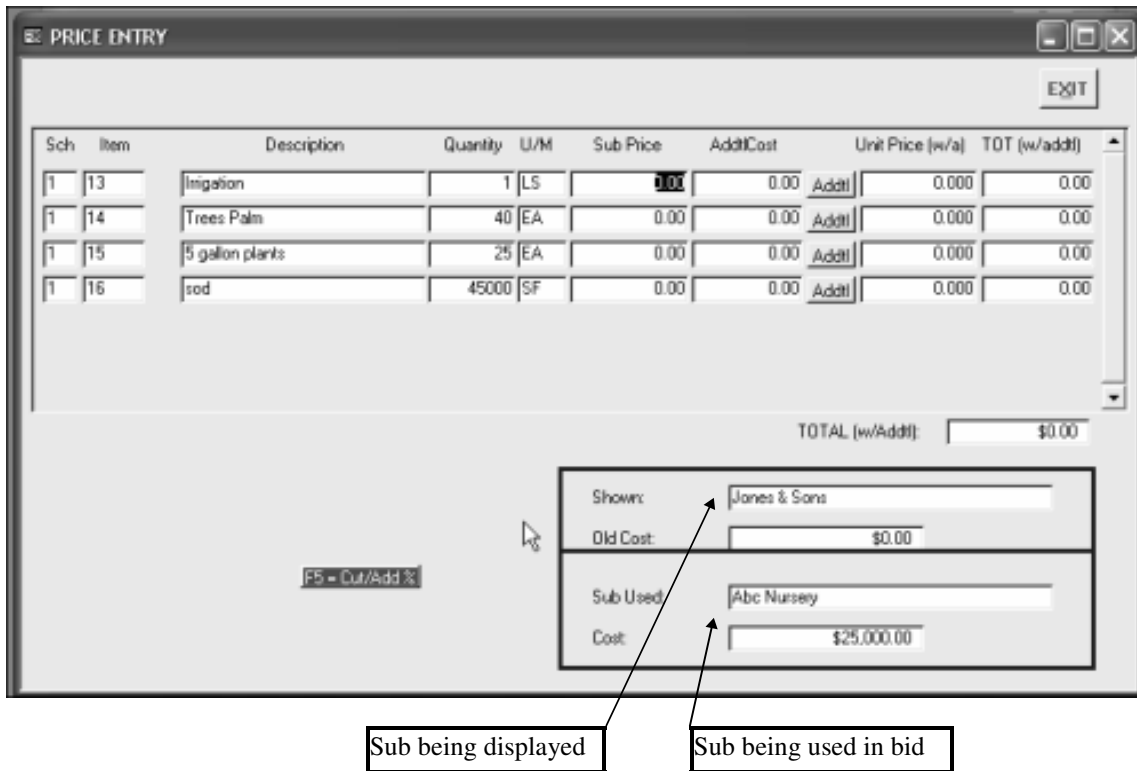 PRICE ENTRY
EXIT
Sch Item Description Quantity U/M Sub Price AddtlCost Unit Price (w/a) TOT (w/addtl)
1 13 Irrigation 1 LS 0.00 0.00 Addtl 0.000 0.00
1 14 Trees Palm 40 EA 0.00 0.00 Addtl 0.000 0.00
1 15 5 gallon plants 25 EA 0.00 0.00 Addtl 0.000 0.00
1 16 sod 45000 SF 0.00 0.00 Addtl 0.000 0.00
TOTAL (w/Addtl): $0.00
Shown: Jones & Sons
Old Cost: $0.00
F5 = Cut/Add %
Sub Used: Abc Nursery
Cost: $25,000.00
Sub being displayed Sub being used in bid